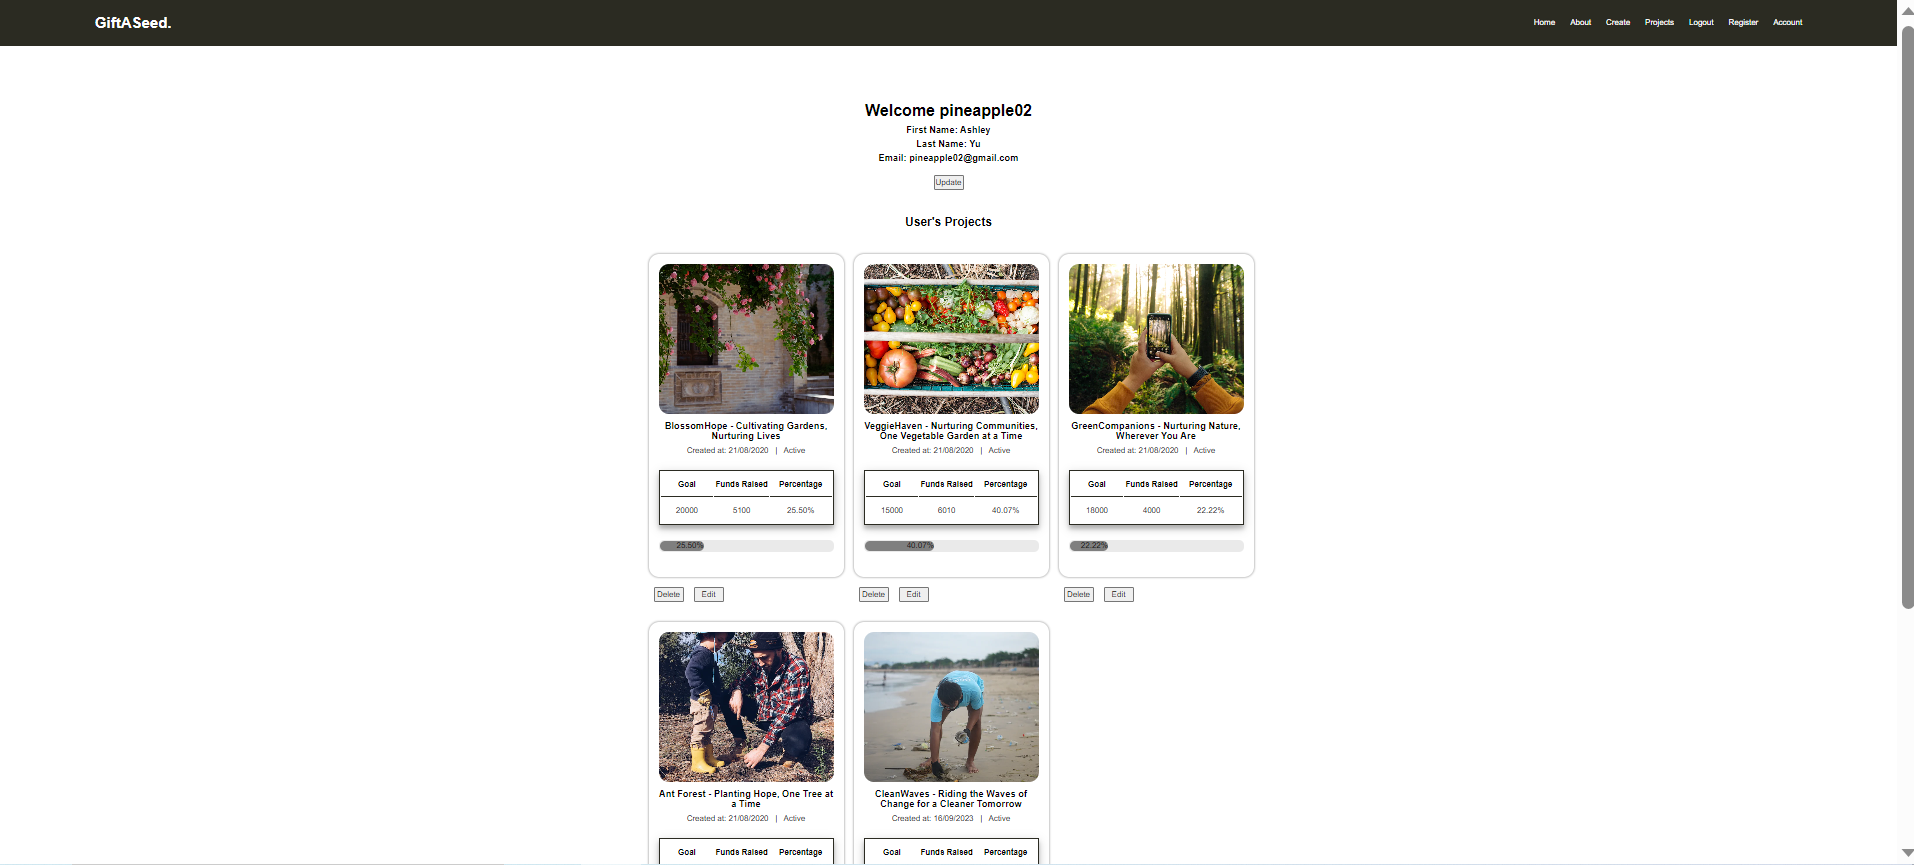 GiftASeed.
Home About Create Projects Logout Register Account
Welcome pineapple02
First Name: Ashley
Last Name: Yu
Email: pineapple02@gmail.com
Update
User's Projects
BlossomHope - Cultivating Gardens,
Nurturing Lives
Created at: 21/08/2020 | Active
Goal Funds Raised Percentage
20000 5100 25.50%
25.50%
Delete Edit
VeggieHaven - Nurturing Communities,
One Vegetable Garden at a Time
Created at: 21/08/2020 | Active
Goal Funds Raised Percentage
15000 6010 40.07%
40.07%
Delete Edit
GreenCompanions - Nurturing Nature,
Wherever You Are
Created at: 21/08/2020 | Active
Goal Funds Raised Percentage
18000 4000 22.22%
22.22%
Delete Edit
Ant Forest - Planting Hope, One Tree at
a Time
Created at: 21/08/2020 | Active
Goal Funds Raised Percentage
CleanWaves - Riding the Waves of
Change for a Cleaner Tomorrow
Created at: 16/09/2023 | Active
Goal Funds Raised Percentage